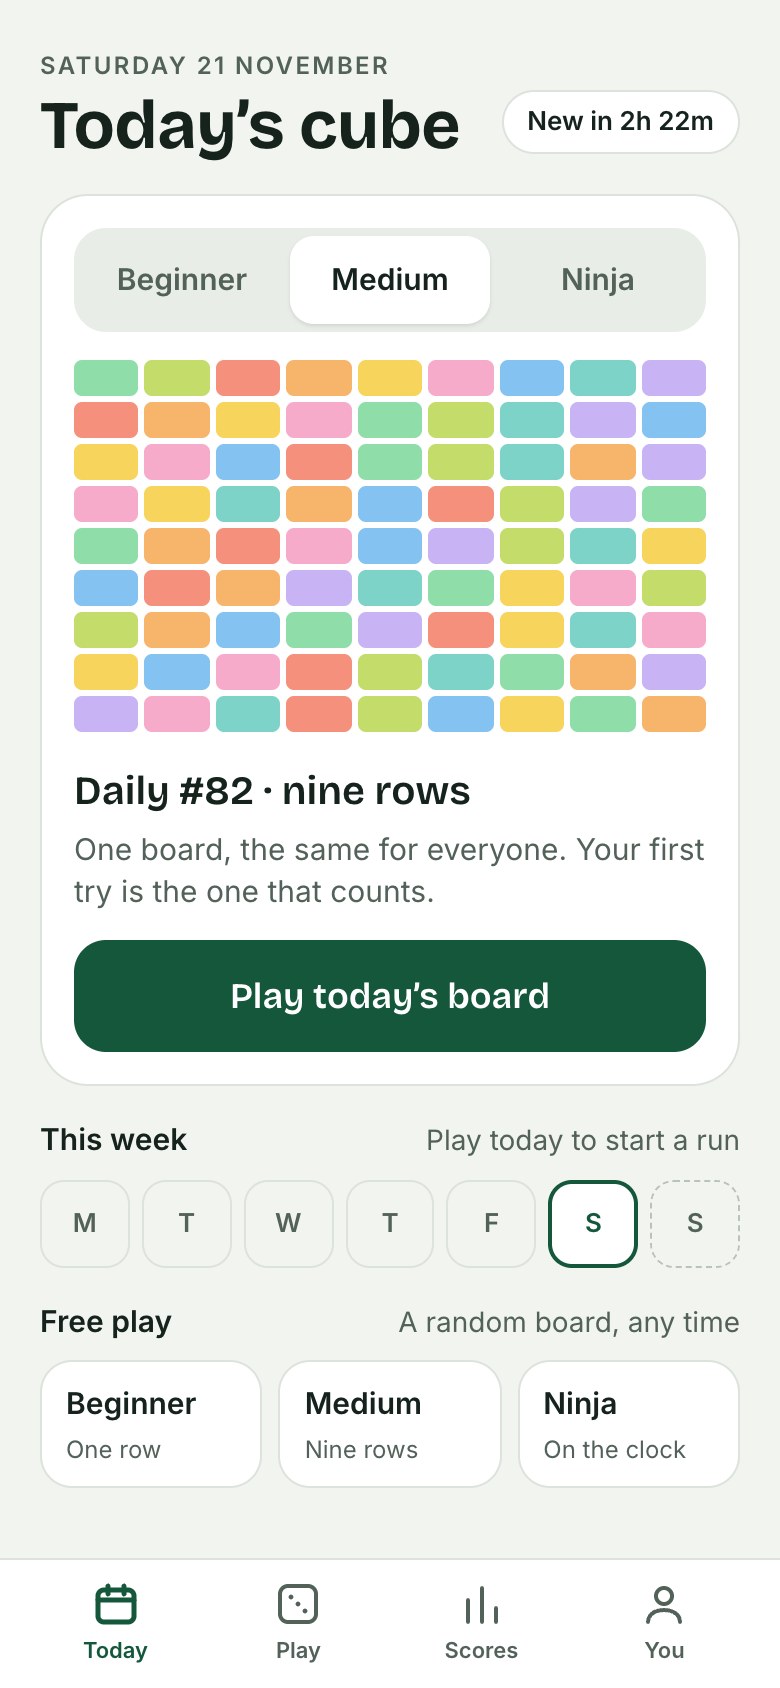 SATURDAY 21 NOVEMBER
Today’s cube
New in 2h 22m
Beginner
Medium
Ninja
Daily #82 · nine rows
One board, the same for everyone. Your first
try is the one that counts.
Play today’s board
This week
Play today to start a run
M
T
W
T
F
S
S
Free play
A random board, any time
Beginner
One row
Medium
Nine rows
Ninja
On the clock
Today
Play
Scores
You